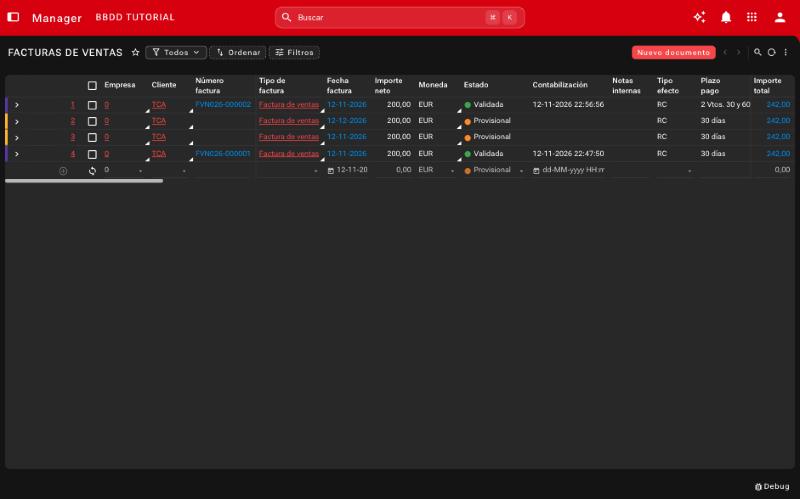 Manager
BBDD TUTORIAL
Buscar
⌘ K
FACTURAS DE VENTAS
Todos
Ordenar
Filtros
Nuevo documento
Empresa Cliente Número factura Tipo de factura Fecha factura Importe neto Moneda Estado Contabilización Notas internas Tipo efecto Plazo pago Importe total
1 0 TCA FVN026-000002 Factura de ventas 12-11-2026 200,00 EUR Validada 12-11-2026 22:56:56 RC 2 Vtos. 30 y 60 242,00
2 0 TCA Factura de ventas 12-12-2026 200,00 EUR Provisional RC 30 días 242,00
3 0 TCA Factura de ventas 12-11-2026 200,00 EUR Provisional RC 30 días 242,00
4 0 TCA FVN026-000001 Factura de ventas 12-11-2026 200,00 EUR Validada 12-11-2026 22:47:50 RC 30 días 242,00
0 12-11-20 0,00 EUR Provisional dd-MM-yyyy HH:m 0,00
Debug